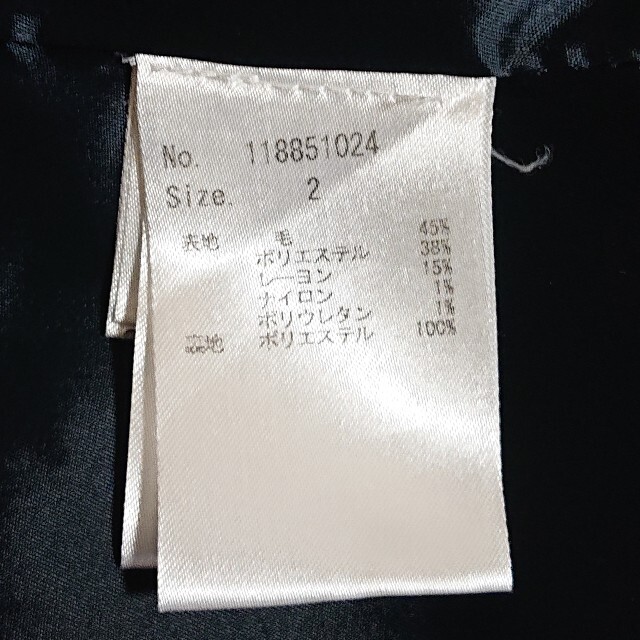 No. 118851024
Size. 2
表地 毛 45%
ポリエステル 38%
レーヨン 15%
ナイロン 1%
ポリウレタン 1%
裏地 ポリエステル 100%